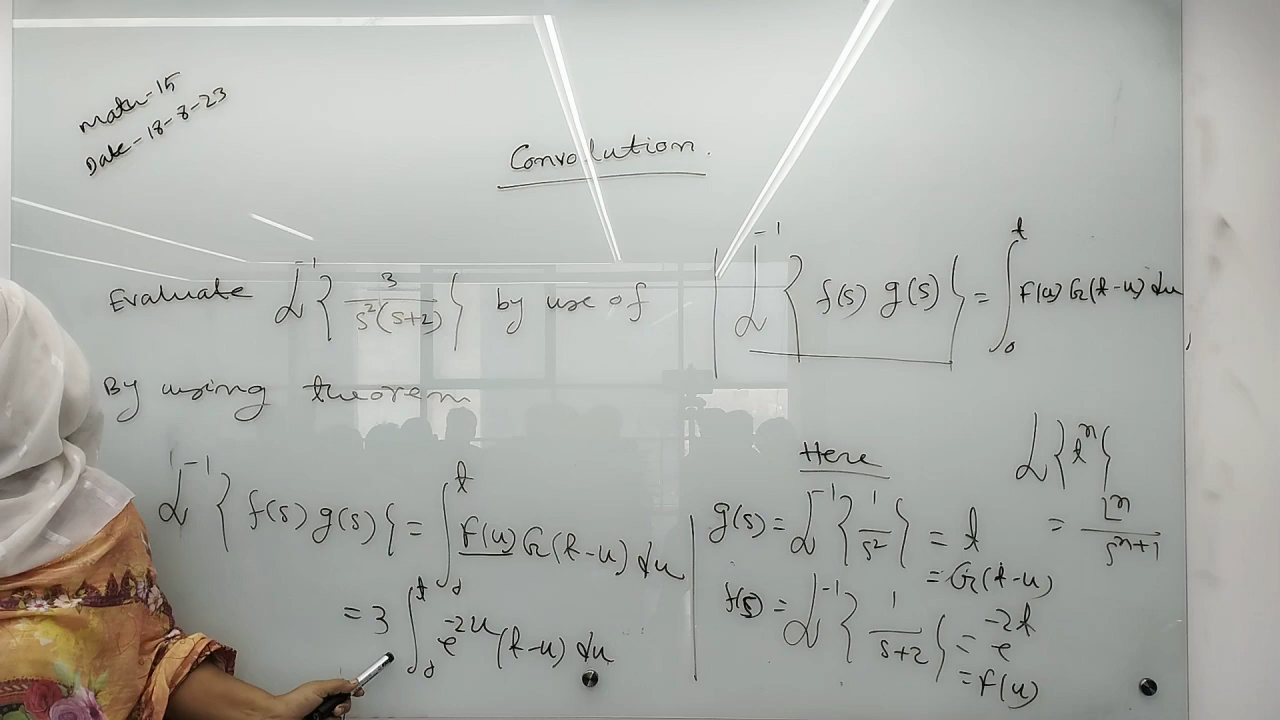 Math-15
Date-18-8-23
Convolution.
Evaluate L⁻¹{ 3 / s²(s+2) } by use of
L⁻¹{ f(s) g(s) } = ∫₀ᵗ F(u) G(t-u) du
By using theorem
L⁻¹{ f(s) g(s) } = ∫₀ᵗ F(u) G(t-u) du
= 3 ∫₀ᵗ e⁻²ᵘ (t-u) du
Here
g(s) = L⁻¹{ 1 / s² } = t
= G(t-u)
f(s) = L⁻¹{ 1 / s+2 } = e⁻²ᵗ
= F(u)
L{ tⁿ }
= ∟n / sⁿ⁺¹